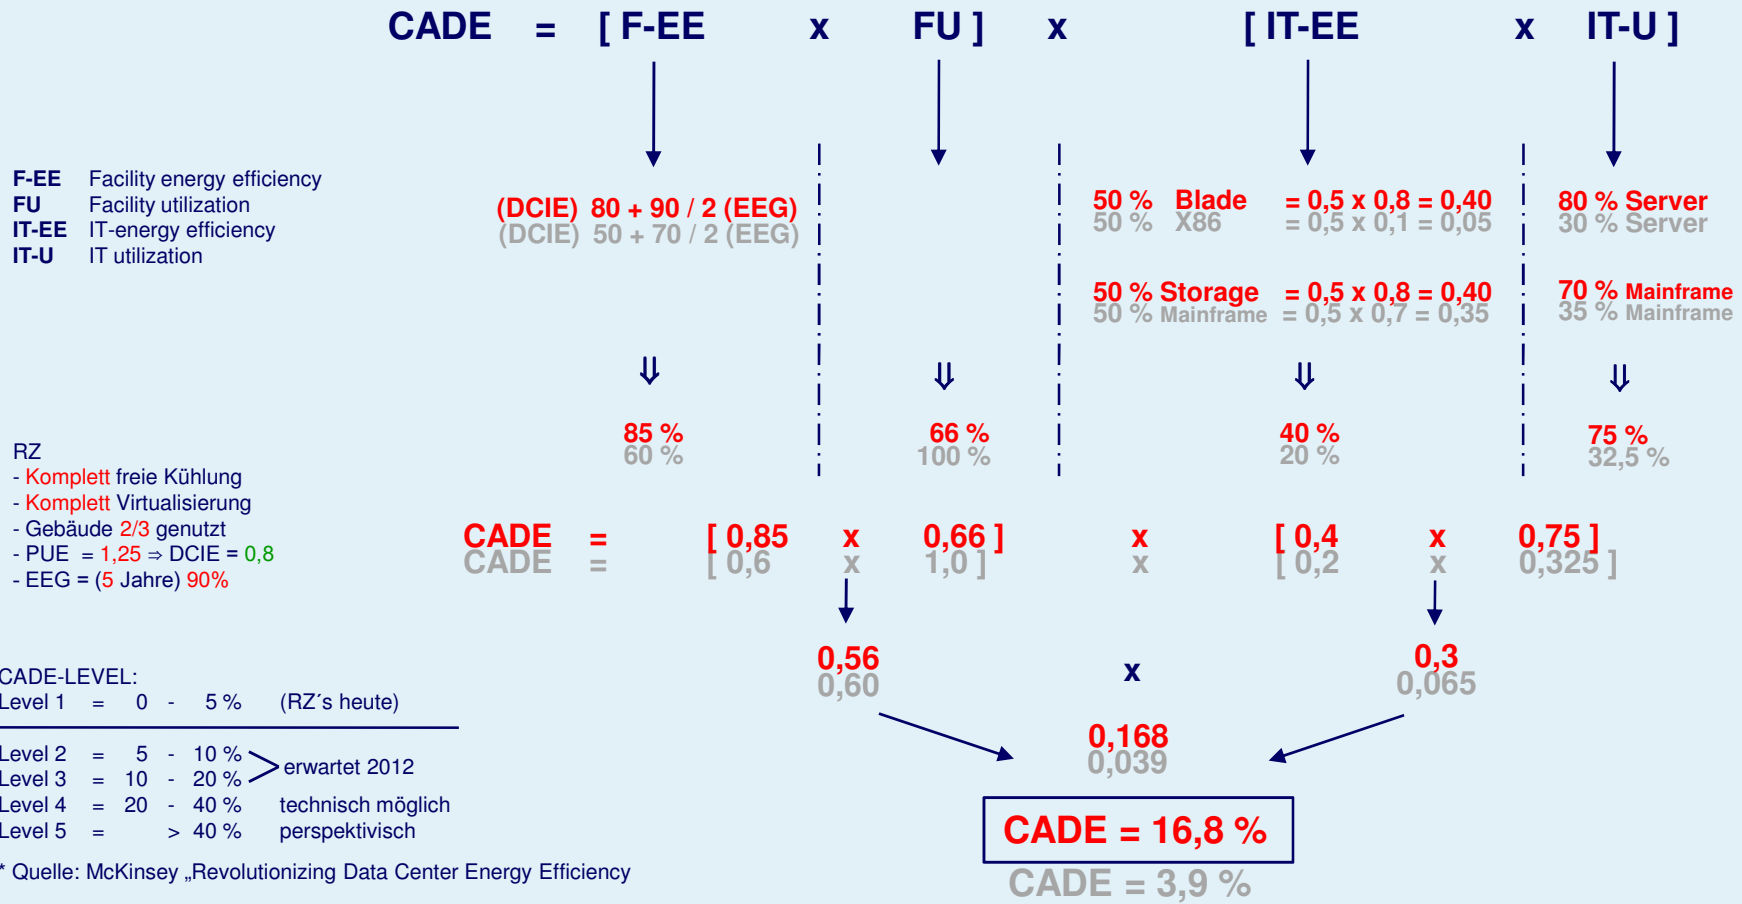 CADE = [ F-EE x FU ] x [ IT-EE x IT-U ]
F-EE Facility energy efficiency
FU Facility utilization
IT-EE IT-energy efficiency
IT-U IT utilization
(DCIE) 80 + 90 / 2 (EEG)
(DCIE) 50 + 70 / 2 (EEG)
50 % Blade = 0,5 x 0,8 = 0,40
50 % X86 = 0,5 x 0,1 = 0,05
50 % Storage = 0,5 x 0,8 = 0,40
50 % Mainframe = 0,5 x 0,7 = 0,35
80 % Server
30 % Server
70 % Mainframe
35 % Mainframe
⇓ ⇓ ⇓ ⇓
85 % 66 % 40 % 75 %
60 % 100 % 20 % 32,5 %
RZ
- Komplett freie Kühlung
- Komplett Virtualisierung
- Gebäude 2/3 genutzt
- PUE = 1,25 ⇒ DCIE = 0,8
- EEG = (5 Jahre) 90%
CADE = [ 0,85 x 0,66 ] x [ 0,4 x 0,75 ]
CADE = [ 0,6 x 1,0 ] x [ 0,2 x 0,325 ]
0,56 x 0,3
0,60 0,065
0,168
0,039
CADE = 16,8 %
CADE = 3,9 %
CADE-LEVEL:
Level 1 = 0 - 5 % (RZ´s heute)
Level 2 = 5 - 10 %
Level 3 = 10 - 20 %
erwartet 2012
Level 4 = 20 - 40 % technisch möglich
Level 5 = > 40 % perspektivisch
* Quelle: McKinsey „Revolutionizing Data Center Energy Efficiency